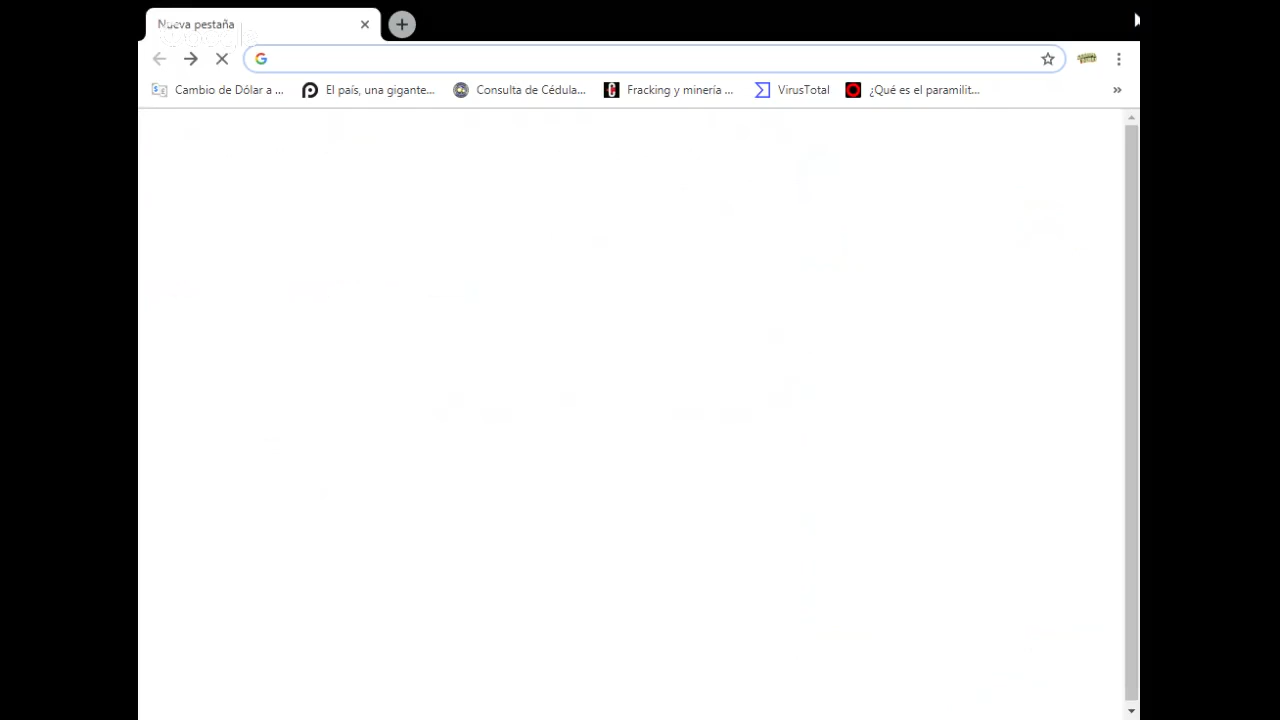 Nueva pestaña
Cambio de Dólar a ... El país, una gigante... Consulta de Cédula... Fracking y minería ... VirusTotal ¿Qué es el paramilit... »